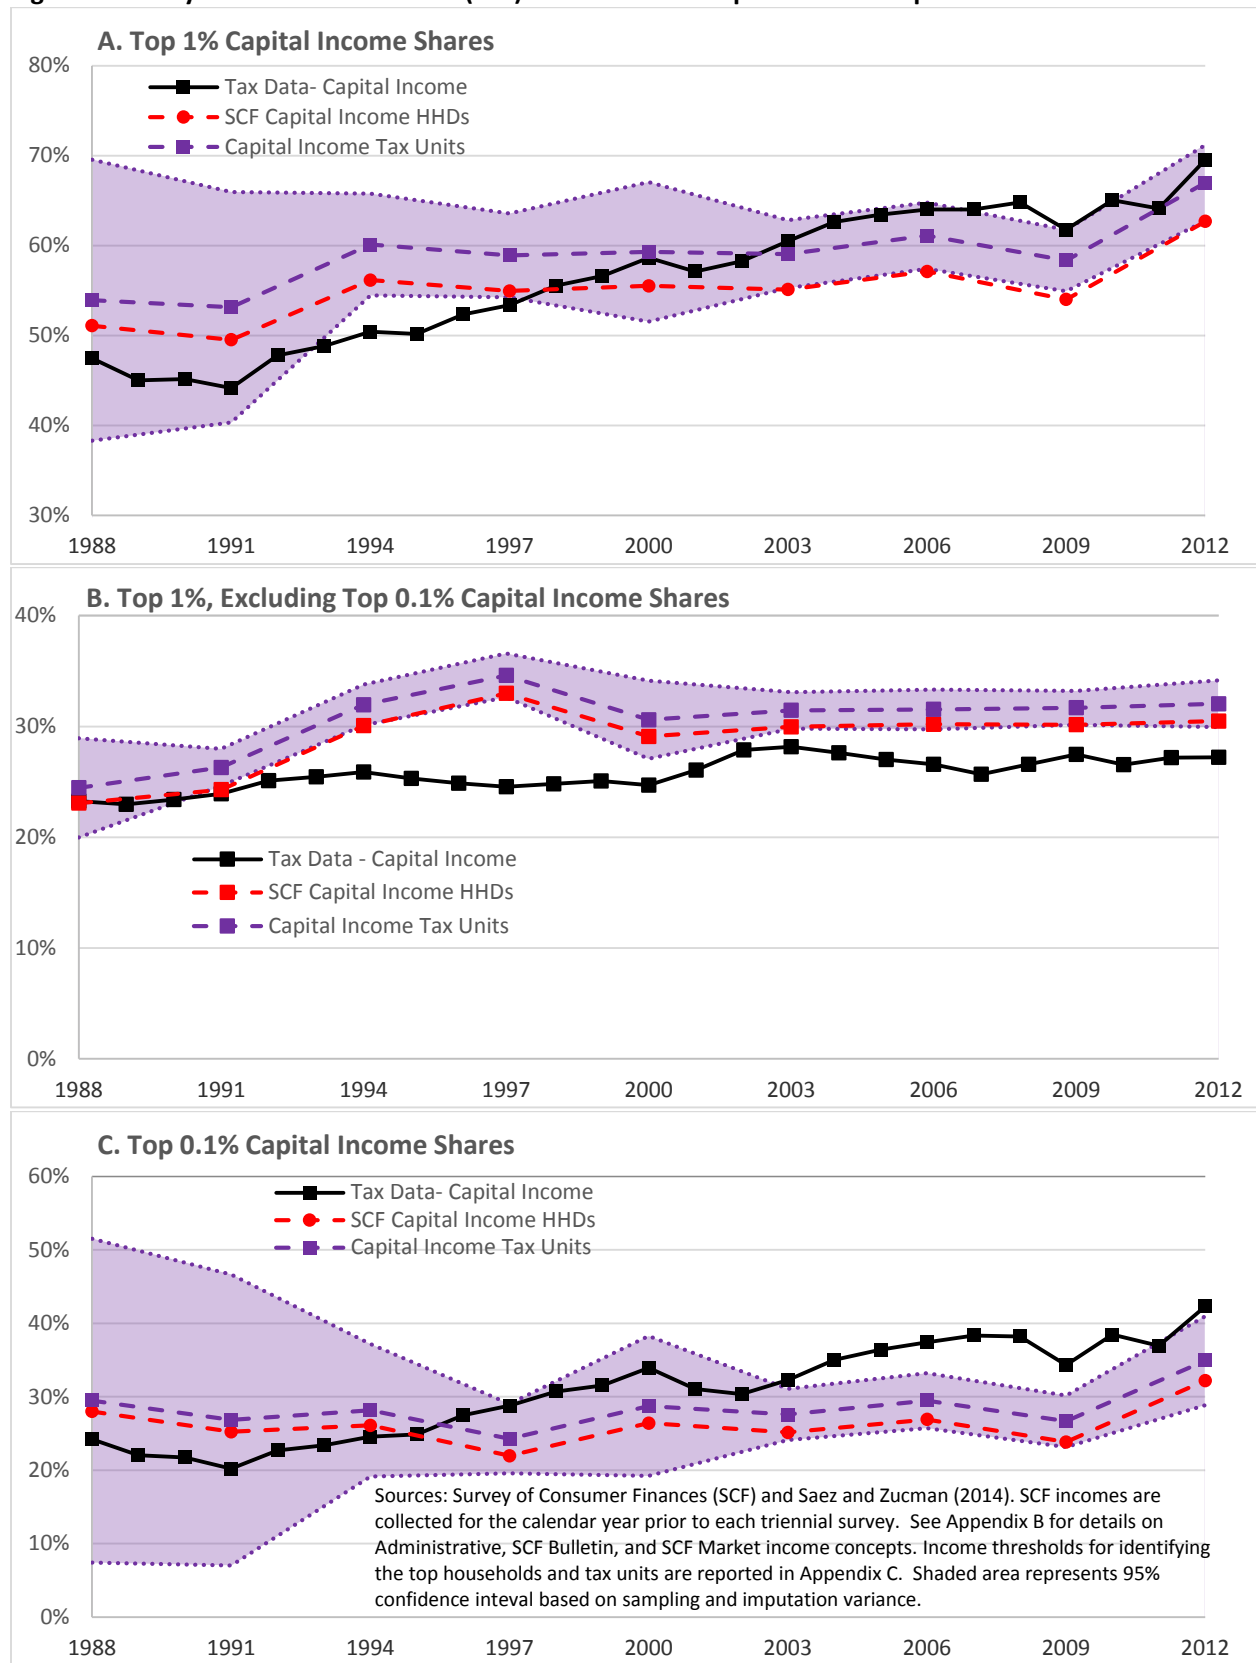 A. Top 1% Capital Income Shares
80%
Tax Data- Capital Income
SCF Capital Income HHDs
Capital Income Tax Units
70%
60%
50%
40%
30%
1988 1991 1994 1997 2000 2003 2006 2009 2012
B. Top 1%, Excluding Top 0.1% Capital Income Shares
40%
30%
20%
Tax Data - Capital Income
SCF Capital Income HHDs
Capital Income Tax Units
10%
0%
1988 1991 1994 1997 2000 2003 2006 2009 2012
C. Top 0.1% Capital Income Shares
60%
Tax Data- Capital Income
SCF Capital Income HHDs
Capital Income Tax Units
50%
40%
30%
20%
Sources: Survey of Consumer Finances (SCF) and Saez and Zucman (2014). SCF incomes are
collected for the calendar year prior to each triennial survey.  See Appendix B for details on
Administrative, SCF Bulletin, and SCF Market income concepts. Income thresholds for identifying
the top households and tax units are reported in Appendix C.  Shaded area represents 95%
confidence inteval based on sampling and imputation variance.
10%
0%
1988 1991 1994 1997 2000 2003 2006 2009 2012